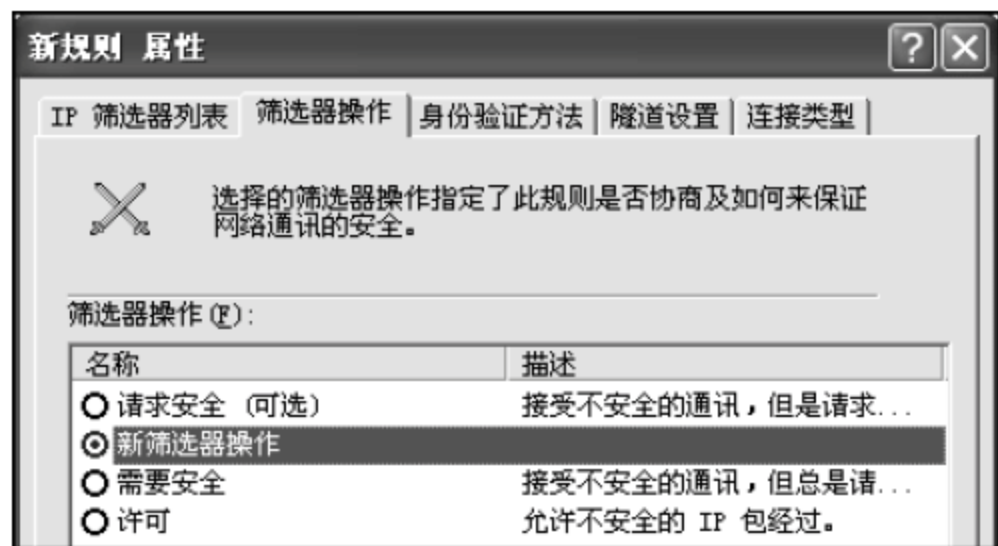 新规则 属性
IP 筛选器列表 筛选器操作 身份验证方法 隧道设置 连接类型
选择的筛选器操作指定了此规则是否协商及如何来保证
网络通讯的安全。
筛选器操作(F):
名称 描述
请求安全 (可选) 接受不安全的通讯，但是请求...
新筛选器操作
需要安全 接受不安全的通讯，但总是请...
许可 允许不安全的 IP 包经过。